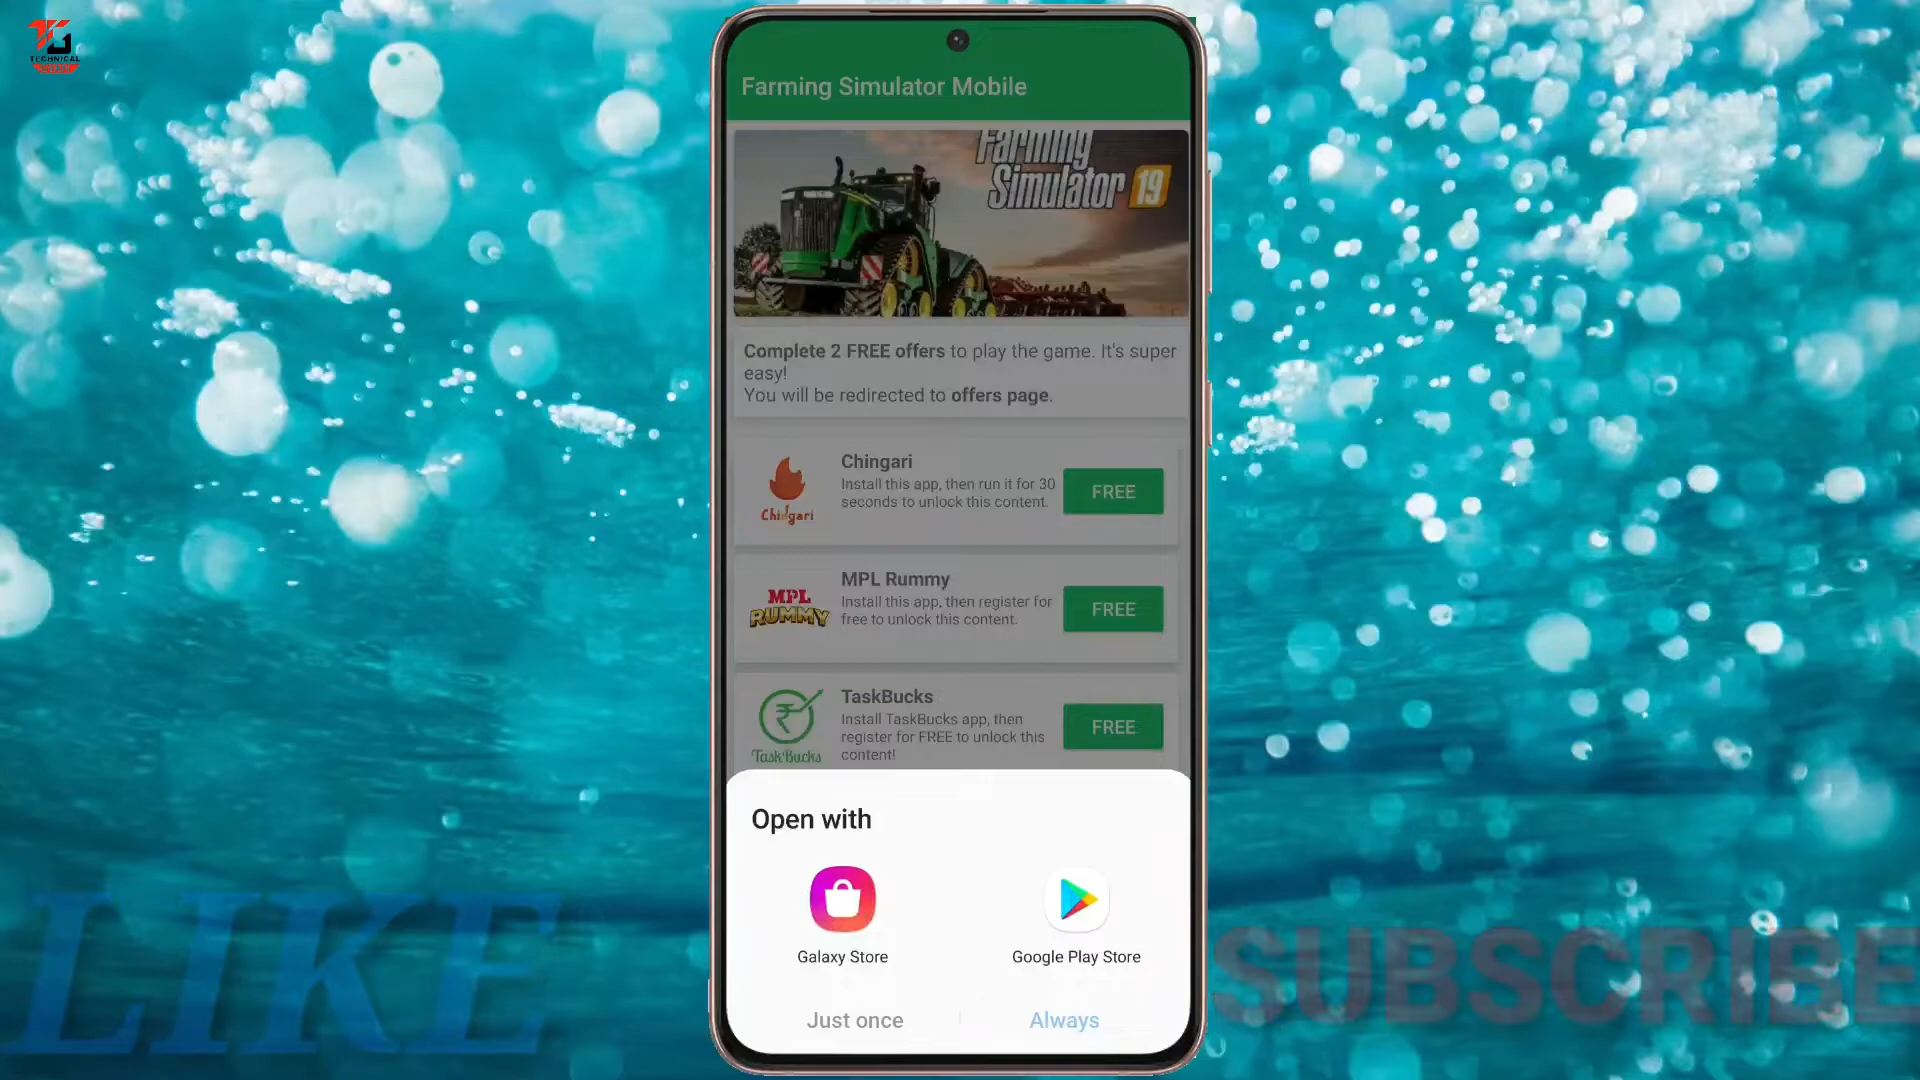 TECHNICAL
Farming Simulator Mobile
Farming
Simulator 19
Complete 2 FREE offers to play the game. It's super
easy!
You will be redirected to offers page.
Chingari
Install this app, then run it for 30
seconds to unlock this content.
FREE
Chingari
MPL Rummy
Install this app, then register for
free to unlock this content.
FREE
MPL
RUMMY
TaskBucks
Install TaskBucks app, then
register for FREE to unlock this
content!
FREE
TaskBucks
Open with
Galaxy Store
Google Play Store
Just once
Always
LIKE
SUBSCRIBE